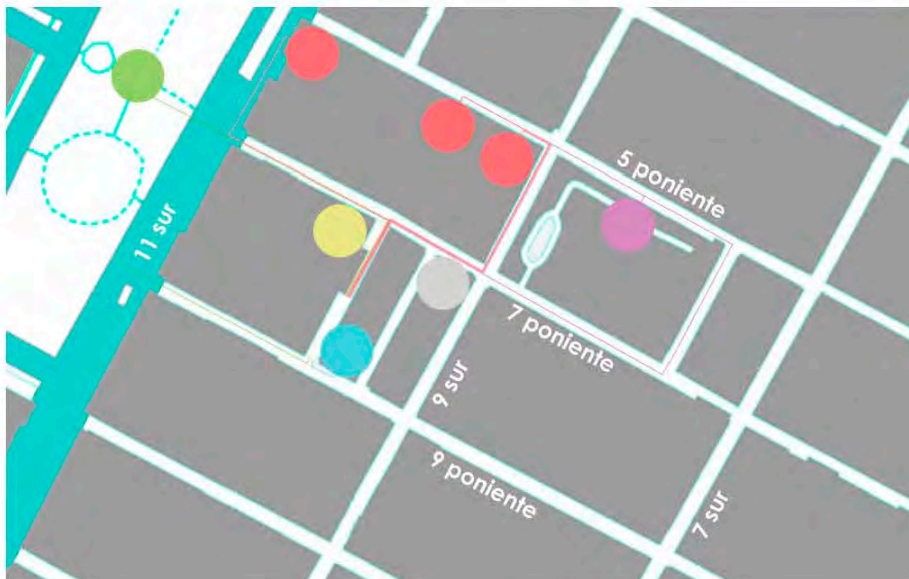 5 poniente
11 sur
7 poniente
9 sur
9 poniente
7 sur